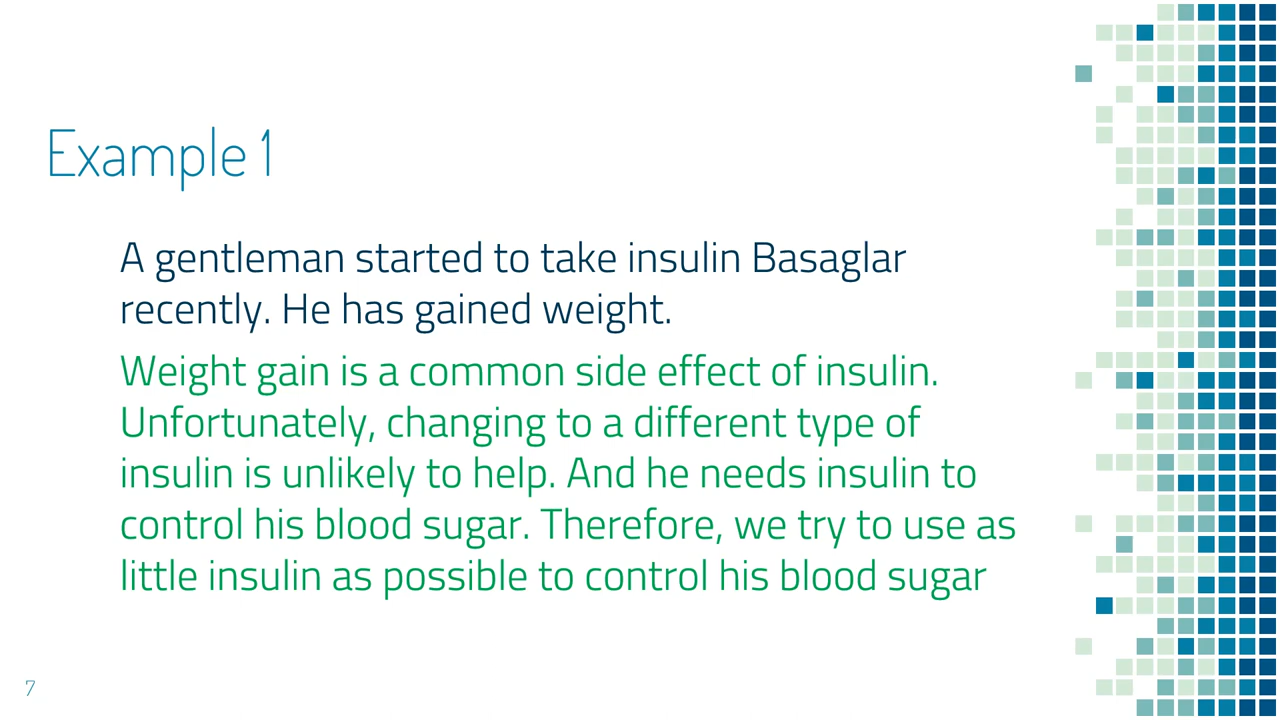 Example 1
A gentleman started to take insulin Basaglar
recently. He has gained weight.
Weight gain is a common side effect of insulin.
Unfortunately, changing to a different type of
insulin is unlikely to help. And he needs insulin to
control his blood sugar. Therefore, we try to use as
little insulin as possible to control his blood sugar
7